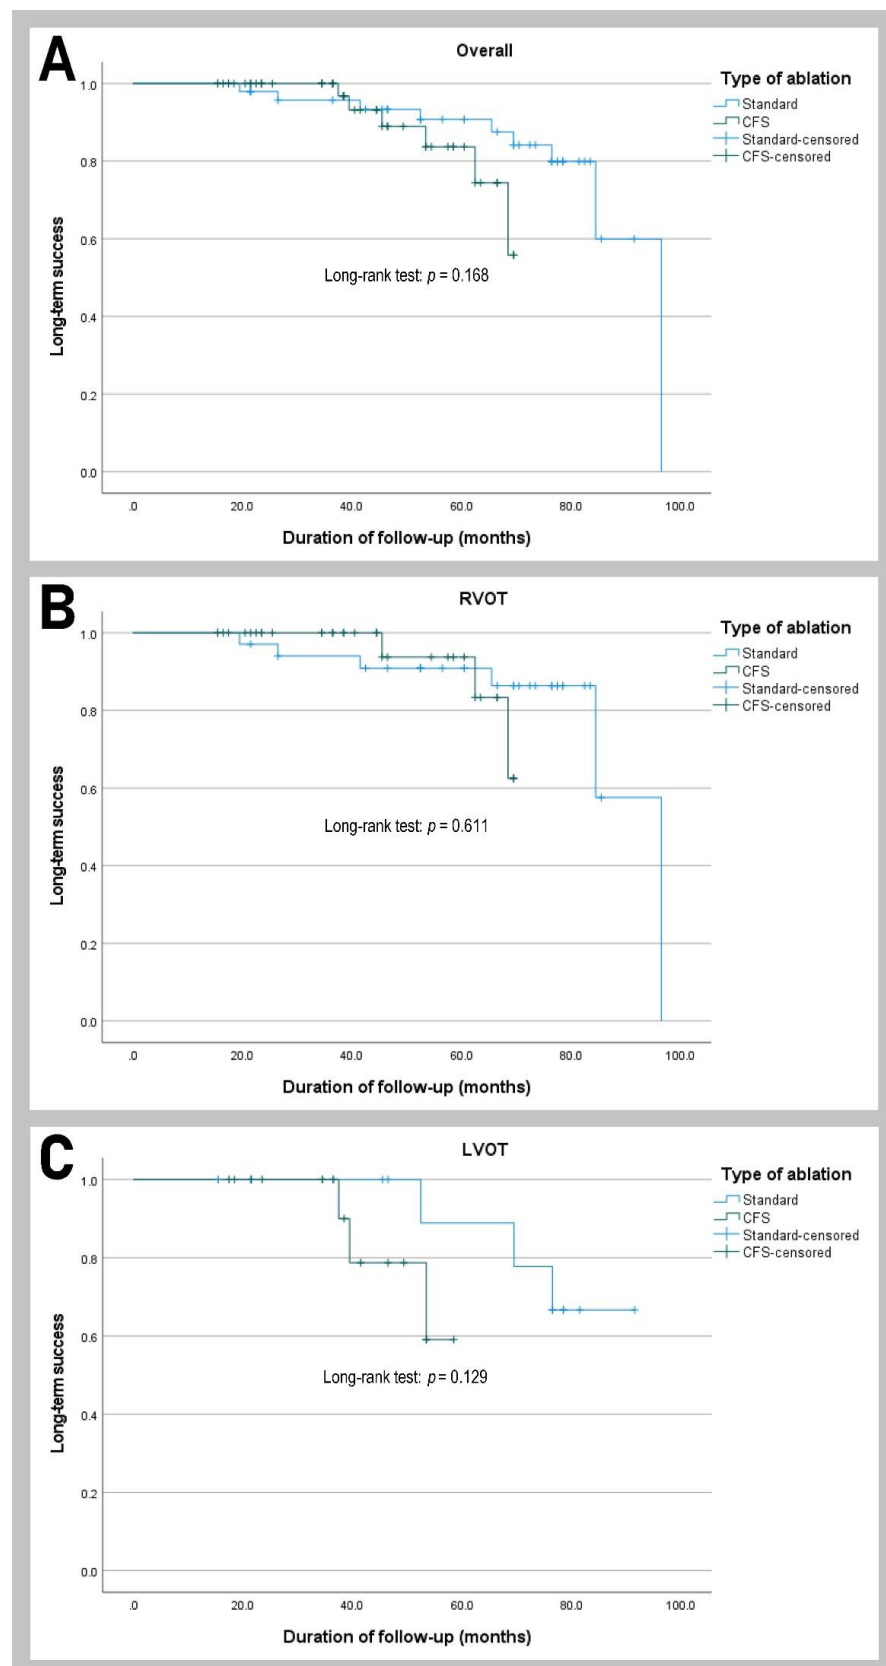 A
Overall
Type of ablation
Standard
CFS
Standard-censored
CFS-censored
Long-term success
1.0
0.8
0.6
0.4
0.2
0.0
Long-rank test: p = 0.168
.0 20.0 40.0 60.0 80.0 100.0
Duration of follow-up (months)
B
RVOT
Type of ablation
Standard
CFS
Standard-censored
CFS-censored
Long-term success
1.0
0.8
0.6
0.4
0.2
0.0
Long-rank test: p = 0.611
.0 20.0 40.0 60.0 80.0 100.0
Duration of follow-up (months)
C
LVOT
Type of ablation
Standard
CFS
Standard-censored
CFS-censored
Long-term success
1.0
0.8
0.6
0.4
0.2
0.0
Long-rank test: p = 0.129
.0 20.0 40.0 60.0 80.0 100.0
Duration of follow-up (months)